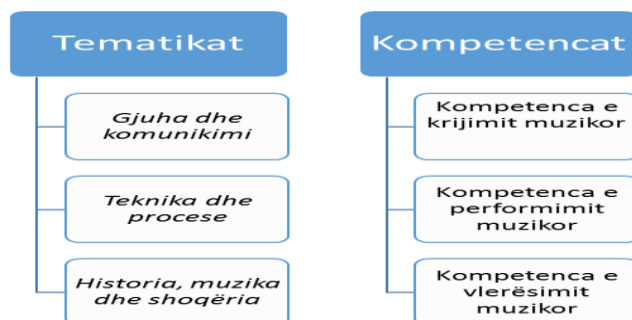 Tematikat
Gjuha dhe
komunikimi
Teknika dhe
procese
Historia, muzika
dhe shoqëria
Kompetencat
Kompetenca e
krijimit muzikor
Kompetenca e
performimit
muzikor
Kompetenca e
vlerësimit
muzikor